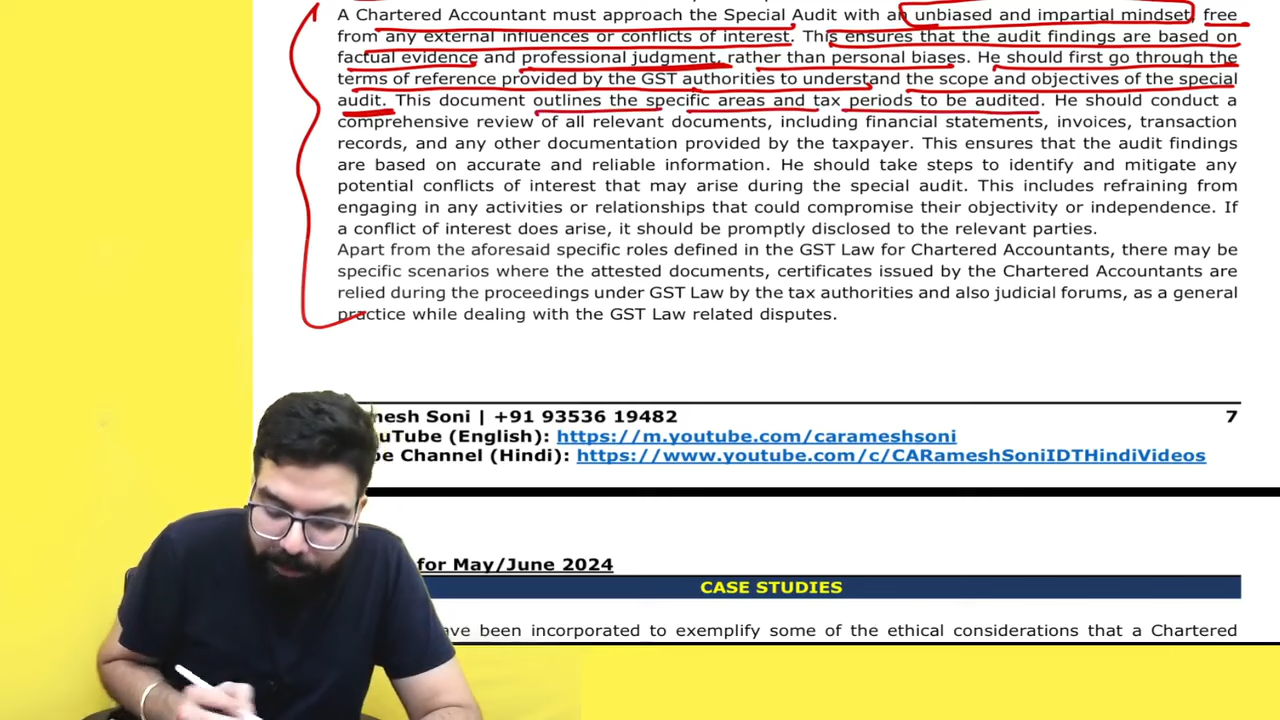 A Chartered Accountant must approach the Special Audit with an unbiased and impartial mindset, free
from any external influences or conflicts of interest. This ensures that the audit findings are based on
factual evidence and professional judgment, rather than personal biases. He should first go through the
terms of reference provided by the GST authorities to understand the scope and objectives of the special
audit. This document outlines the specific areas and tax periods to be audited. He should conduct a
comprehensive review of all relevant documents, including financial statements, invoices, transaction
records, and any other documentation provided by the taxpayer. This ensures that the audit findings
are based on accurate and reliable information. He should take steps to identify and mitigate any
potential conflicts of interest that may arise during the special audit. This includes refraining from
engaging in any activities or relationships that could compromise their objectivity or independence. If
a conflict of interest does arise, it should be promptly disclosed to the relevant parties.
Apart from the aforesaid specific roles defined in the GST Law for Chartered Accountants, there may be
specific scenarios where the attested documents, certificates issued by the Chartered Accountants are
relied during the proceedings under GST Law by the tax authorities and also judicial forums, as a general
practice while dealing with the GST Law related disputes.
Soni | +91 93536 19482 7
(English): https://m.youtube.com/carameshsoni
Channel (Hindi): https://www.youtube.com/c/CARameshSoniIDTHindiVideos
for May/June 2024
CASE STUDIES
been incorporated to exemplify some of the ethical considerations that a Chartered